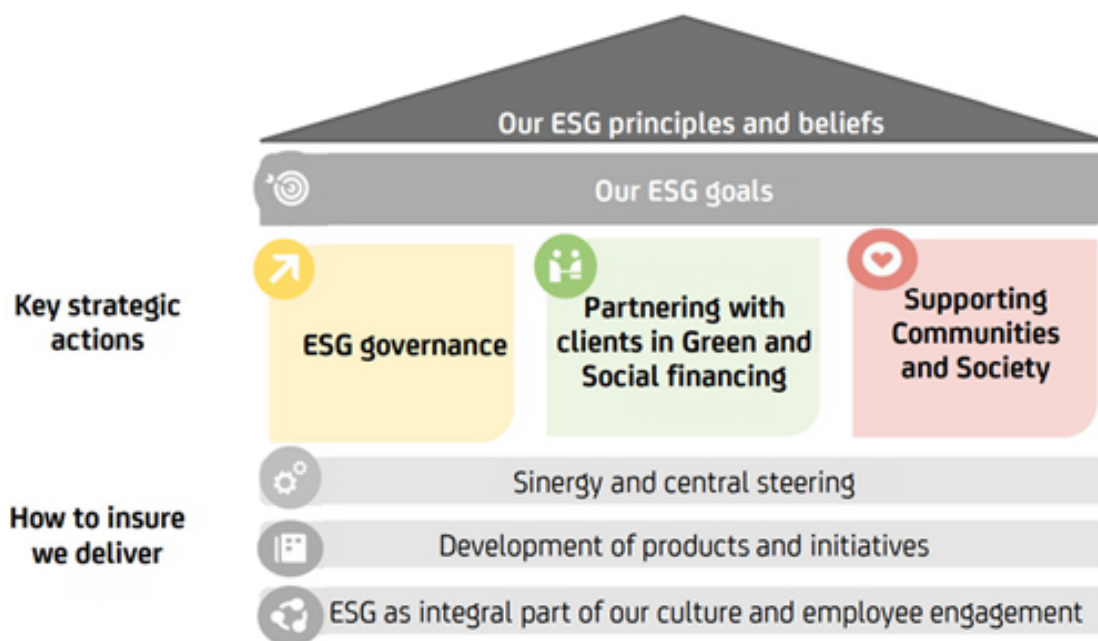 Our ESG principles and beliefs
Our ESG goals
Key strategic
actions
ESG governance
Partnering with
clients in Green and
Social financing
Supporting
Communities
and Society
How to insure
we deliver
Sinergy and central steering
Development of products and initiatives
ESG as integral part of our culture and employee engagement